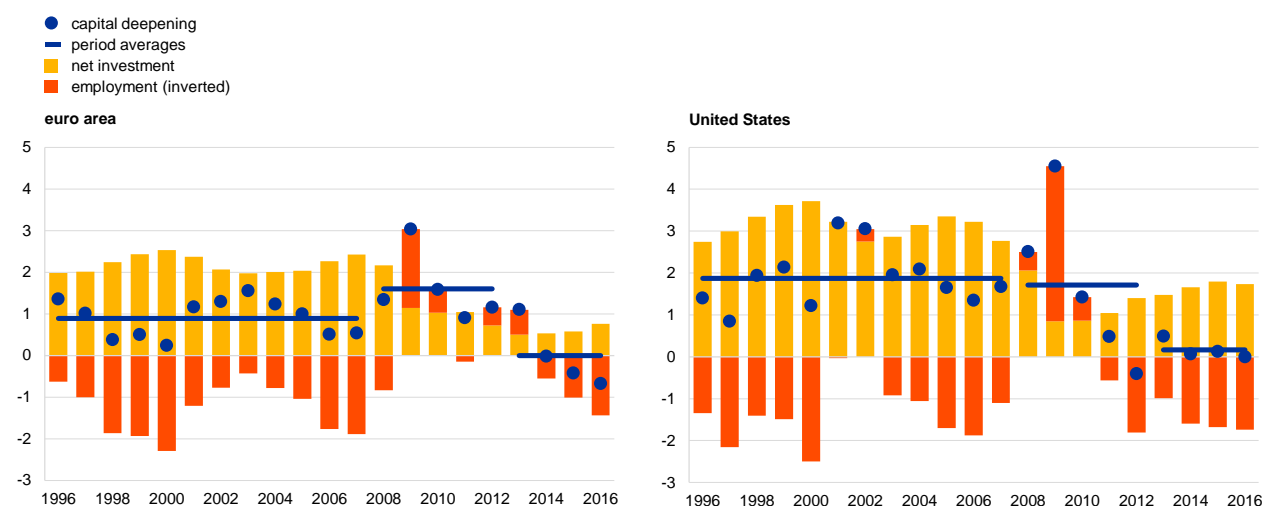 capital deepening
period averages
net investment
employment (inverted)
euro area
5
4
3
2
1
0
-1
-2
-3
1996 1998 2000 2002 2004 2006 2008 2010 2012 2014 2016
United States
5
4
3
2
1
0
-1
-2
-3
1996 1998 2000 2002 2004 2006 2008 2010 2012 2014 2016